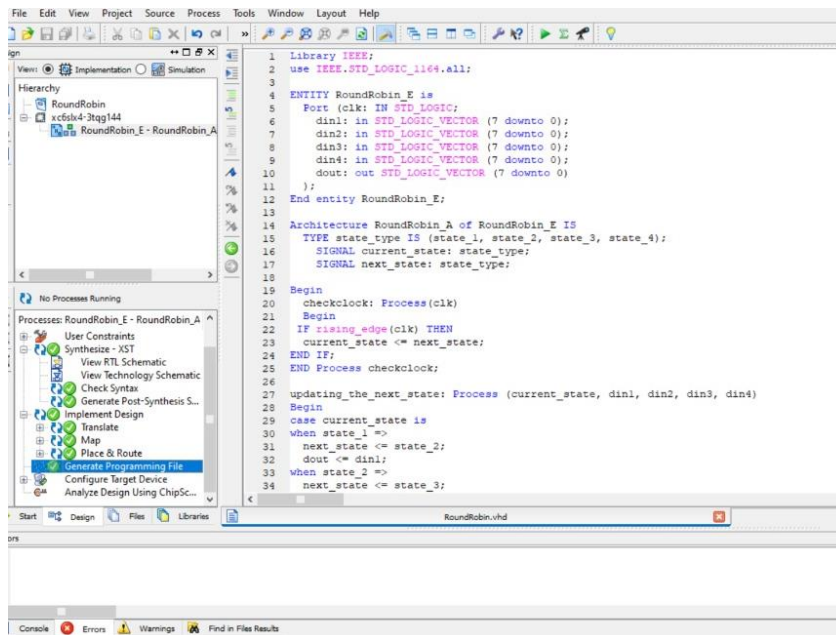 File Edit View Project Source Process Tools Window Layout Help
View: Implementation Simulation
Hierarchy
RoundRobin
xc6slx4-3tqg144
RoundRobin_E - RoundRobin_A
No Processes Running
Processes: RoundRobin_E - RoundRobin_A
User Constraints
Synthesize - XST
View RTL Schematic
View Technology Schematic
Check Syntax
Generate Post-Synthesis S...
Implement Design
Translate
Map
Place & Route
Generate Programming File
Configure Target Device
Analyze Design Using ChipSc...
Start Design Files Libraries
1 Library IEEE;
2 use IEEE.STD_LOGIC_1164.all;
3
4 ENTITY RoundRobin_E is
5 Port (clk: IN STD_LOGIC;
6 din1: in STD_LOGIC_VECTOR (7 downto 0);
7 din2: in STD_LOGIC_VECTOR (7 downto 0);
8 din3: in STD_LOGIC_VECTOR (7 downto 0);
9 din4: in STD_LOGIC_VECTOR (7 downto 0);
10 dout: out STD_LOGIC_VECTOR (7 downto 0)
11 );
12 End entity RoundRobin_E;
13
14 Architecture RoundRobin_A of RoundRobin_E IS
15 TYPE state_type IS (state_1, state_2, state_3, state_4);
16 SIGNAL current_state: state_type;
17 SIGNAL next_state: state_type;
18
19 Begin
20 checkclock: Process(clk)
21 Begin
22 IF rising_edge(clk) THEN
23 current_state <= next_state;
24 END IF;
25 END Process checkclock;
26
27 updating_the_next_state: Process (current_state, din1, din2, din3, din4)
28 Begin
29 case current_state is
30 when state_1 =>
31 next_state <= state_2;
32 dout <= din1;
33 when state_2 =>
34 next_state <= state_3;
RoundRobin.vhd
Console Errors Warnings Find in Files Results